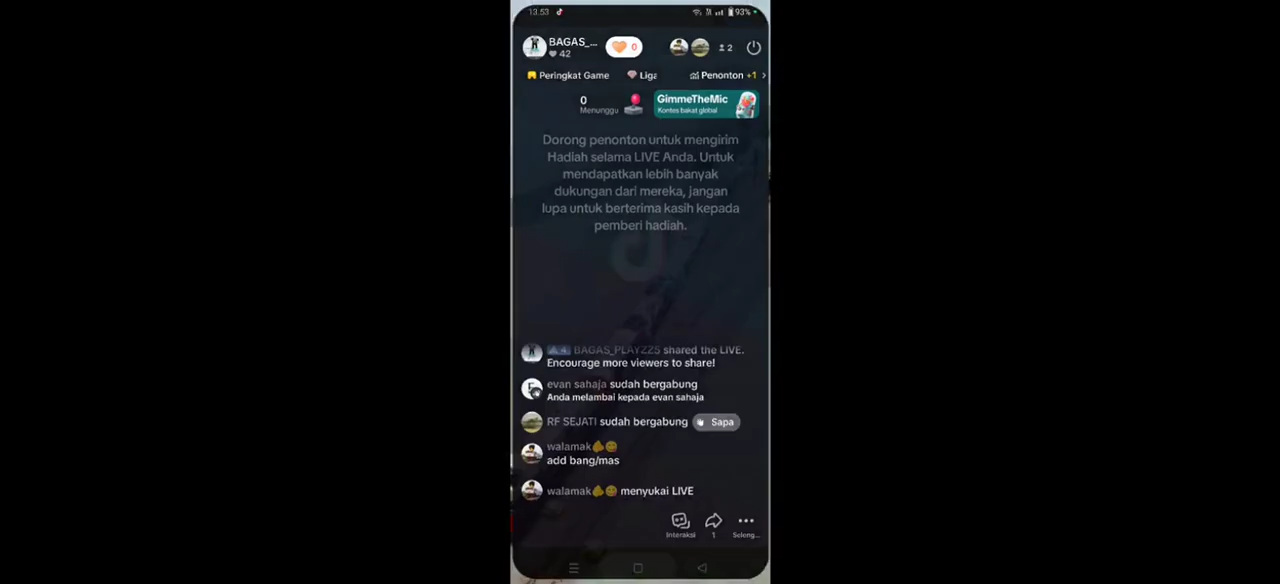 13.53
93%
BAGAS_...
0
42
2
Peringkat Game
Liga
Penonton +1 >
0
Menunggu
GimmeTheMic
Kontes bakat global
Dorong penonton untuk mengirim
Hadiah selama LIVE Anda. Untuk
mendapatkan lebih banyak
dukungan dari mereka, jangan
lupa untuk berterima kasih kepada
pemberi hadiah.
4 BAGAS_PLAYZZ5 shared the LIVE.
Encourage more viewers to share!
evan sahaja sudah bergabung
Anda melambai kepada evan sahaja
RF SEJATI sudah bergabung Sapa
walamak
add bang/mas
walamak menyukai LIVE
Interaksi
1
Seleng...